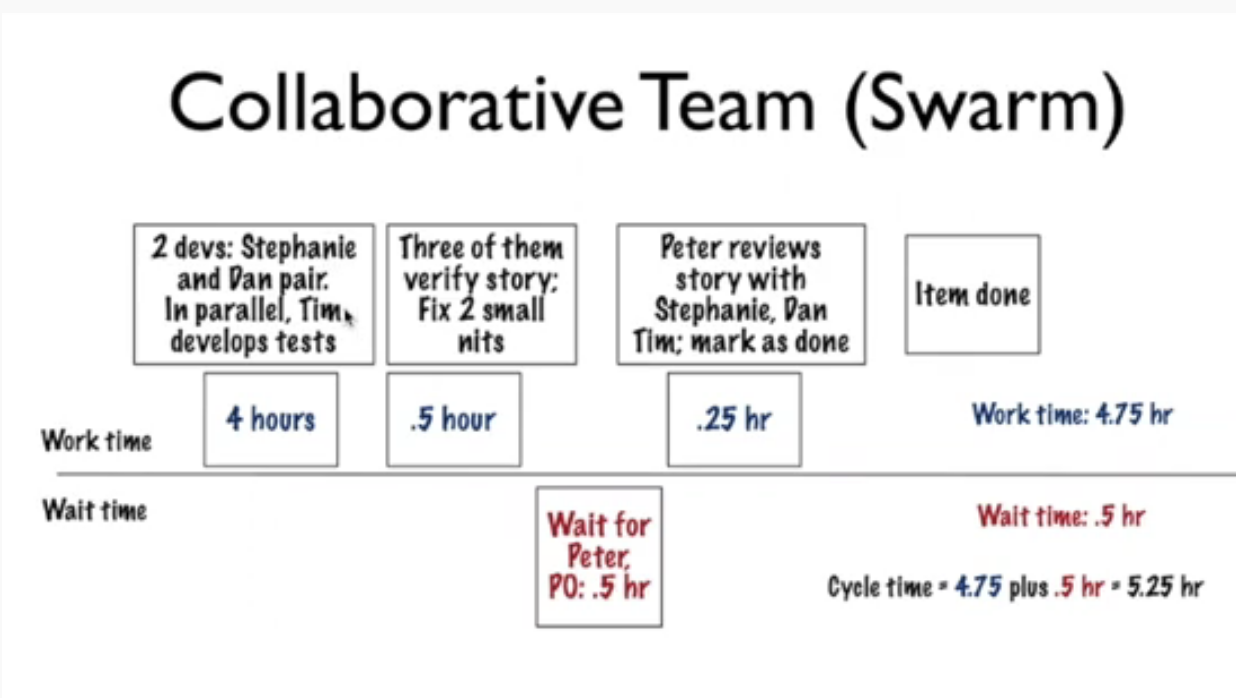 Collaborative Team (Swarm)
2 devs: Stephanie
and Dan pair.
In parallel, Tim,
develops tests
Three of them
verify story;
Fix 2 small
nits
Peter reviews
story with
Stephanie, Dan
Tim; mark as done
Item done
4 hours
.5 hour
.25 hr
Work time: 4.75 hr
Work time
Wait time
Wait for
Peter,
PO: .5 hr
Wait time: .5 hr
Cycle time = 4.75 plus .5 hr = 5.25 hr